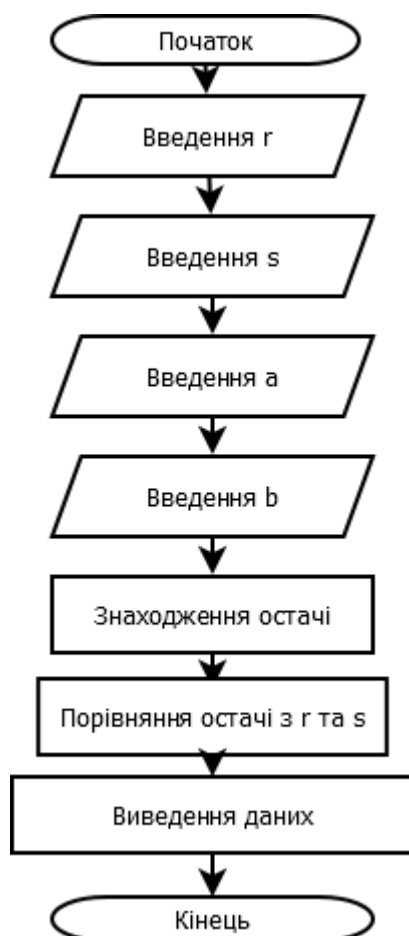 Початок
Введення r
Введення s
Введення a
Введення b
Знаходження остачі
Порівняння остачі з r та s
Виведення даних
Кінець